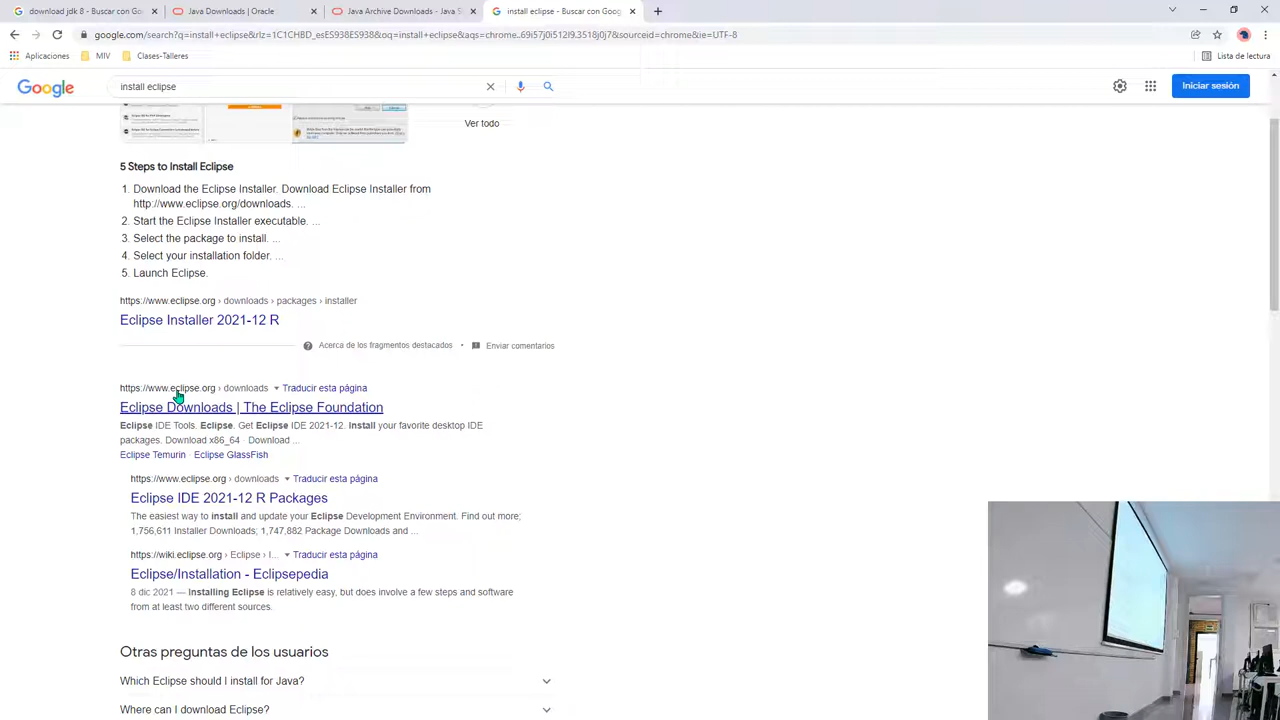 download jdk 8 - Buscar con Goo
Java Downloads | Oracle
Java Archive Downloads - Java S
install eclipse - Buscar con Goog
google.com/search?q=install+eclipse&rlz=1C1CHBD_esES938ES938&oq=install+eclipse&aqs=chrome..69i57j0i512l9.3518j0j7&sourceid=chrome&ie=UTF-8
Aplicaciones
MIV
Clases-Talleres
Lista de lectura
Google
install eclipse
Iniciar sesión
Ver todo
5 Steps to Install Eclipse
1. Download the Eclipse Installer. Download Eclipse Installer from
http://www.eclipse.org/downloads. ...
2. Start the Eclipse Installer executable. ...
3. Select the package to install. ...
4. Select your installation folder. ...
5. Launch Eclipse.
https://www.eclipse.org › downloads › packages › installer
Eclipse Installer 2021-12 R
Acerca de los fragmentos destacados • Enviar comentarios
https://www.eclipse.org › downloads Traducir esta página
Eclipse Downloads | The Eclipse Foundation
Eclipse IDE Tools. Eclipse. Get Eclipse IDE 2021-12. Install your favorite desktop IDE
packages. Download x86_64 · Download ...
Eclipse Temurin · Eclipse GlassFish
https://www.eclipse.org › downloads Traducir esta página
Eclipse IDE 2021-12 R Packages
The easiest way to install and update your Eclipse Development Environment. Find out more;
1,756,611 Installer Downloads; 1,747,882 Package Downloads and ...
https://wiki.eclipse.org › Eclipse › I... Traducir esta página
Eclipse/Installation - Eclipsepedia
8 dic 2021 — Installing Eclipse is relatively easy, but does involve a few steps and software
from at least two different sources.
Otras preguntas de los usuarios
Which Eclipse should I install for Java?
Where can I download Eclipse?